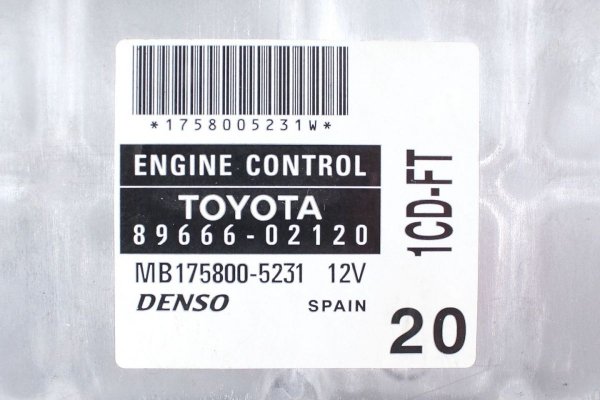 *1758005231W*
ENGINE CONTROL
TOYOTA
89666-02120
MB175800-5231 12V
DENSO SPAIN
1CD-FT
20